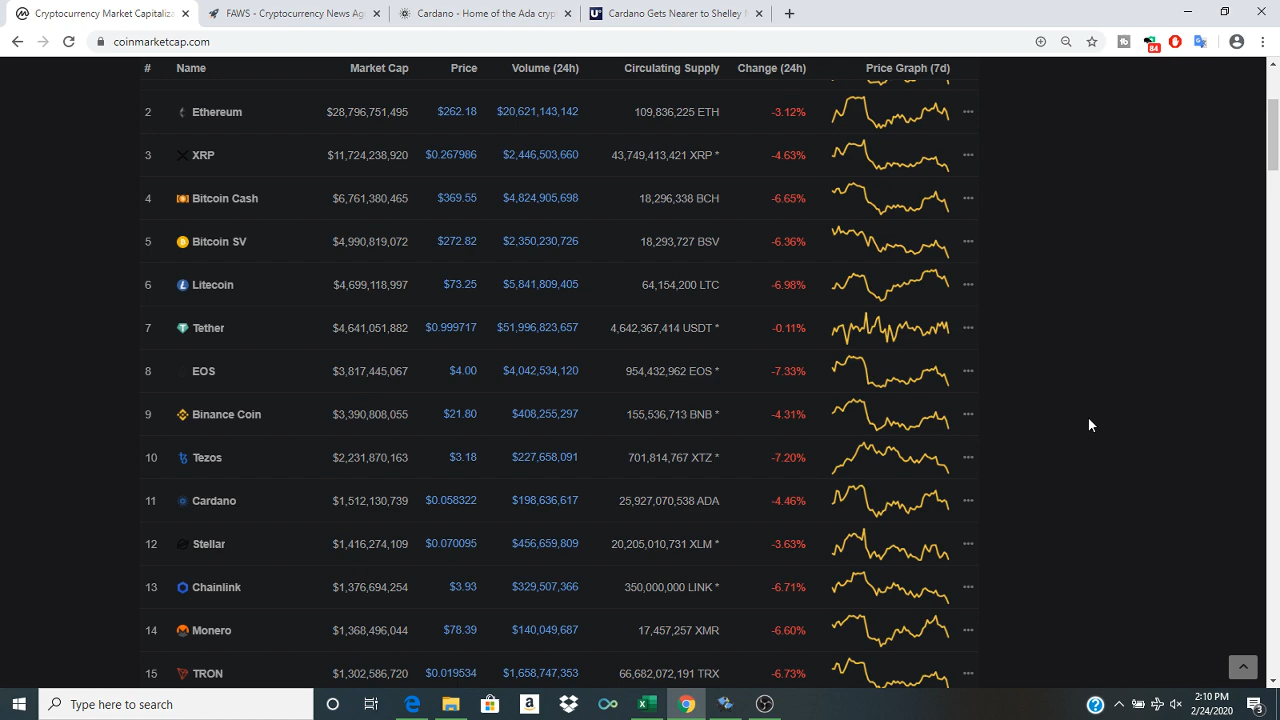 Cryptocurrency Market Capitaliza
FAWS - Cryptocurrency News Ag
Cardano - Home of the Ada crypt
Cardano Gets Nearer to Shelley M
coinmarketcap.com
84
# Name Market Cap Price Volume (24h) Circulating Supply Change (24h) Price Graph (7d)
2 Ethereum $28,796,751,495 $262.18 $20,621,143,142 109,836,225 ETH -3.12%
3 XRP $11,724,238,920 $0.267986 $2,446,503,660 43,749,413,421 XRP * -4.63%
4 Bitcoin Cash $6,761,380,465 $369.55 $4,824,905,698 18,296,338 BCH -6.65%
5 Bitcoin SV $4,990,819,072 $272.82 $2,350,230,726 18,293,727 BSV -6.36%
6 Litecoin $4,699,118,997 $73.25 $5,841,809,405 64,154,200 LTC -6.98%
7 Tether $4,641,051,882 $0.999717 $51,996,823,657 4,642,367,414 USDT * -0.11%
8 EOS $3,817,445,067 $4.00 $4,042,534,120 954,432,962 EOS * -7.33%
9 Binance Coin $3,390,808,055 $21.80 $408,255,297 155,536,713 BNB * -4.31%
10 Tezos $2,231,870,163 $3.18 $227,658,091 701,814,767 XTZ * -7.20%
11 Cardano $1,512,130,739 $0.058322 $198,636,617 25,927,070,538 ADA -4.46%
12 Stellar $1,416,274,109 $0.070095 $456,659,809 20,205,010,731 XLM * -3.63%
13 Chainlink $1,376,694,254 $3.93 $329,507,366 350,000,000 LINK * -6.71%
14 Monero $1,368,496,044 $78.39 $140,049,687 17,457,257 XMR -6.60%
15 TRON $1,302,586,720 $0.019534 $1,658,747,353 66,682,072,191 TRX -6.73%
Type here to search
2:10 PM
2/24/2020
3